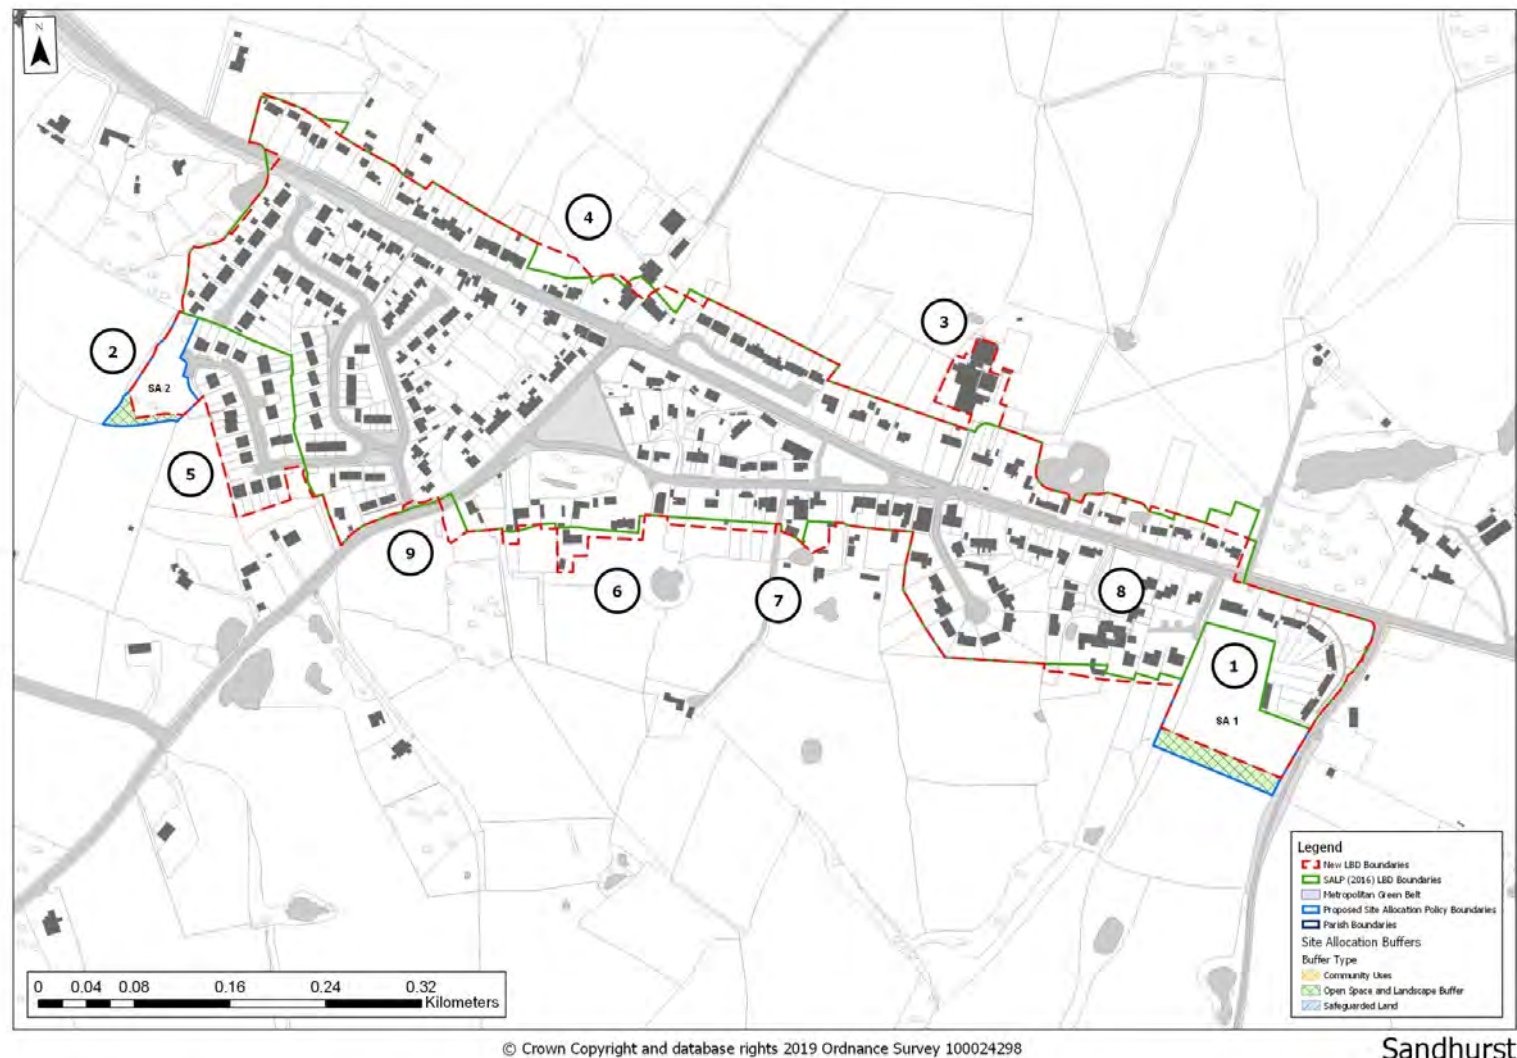 N
4
3
2
SA 2
5
9
6
7
8
1
SA 1
Legend
New LBD Boundaries
SALP (2016) LBD Boundaries
Metropolitan Green Belt
Proposed Site Allocation Policy Boundaries
Parish Boundaries
Site Allocation Buffers
Buffer Type
Community Uses
Open Space and Landscape Buffer
Safeguarded Land
0 0.04 0.08 0.16 0.24 0.32
Kilometers
© Crown Copyright and database rights 2019 Ordnance Survey 100024298
Sandhurst